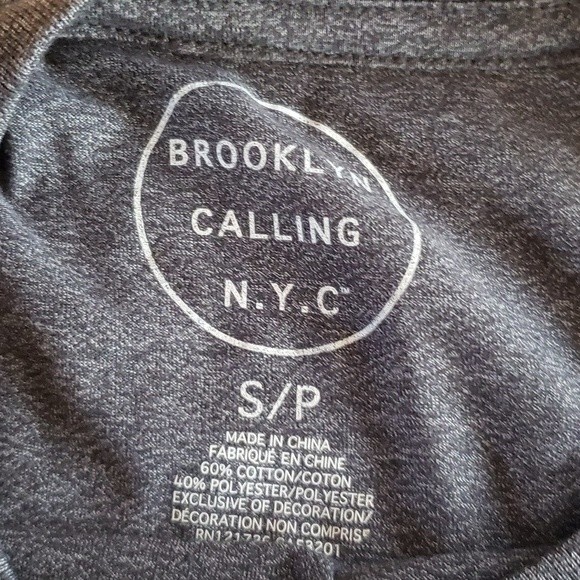 BROOKLYN
CALLING
N.Y.C™
S/P
MADE IN CHINA
FABRIQUÉ EN CHINE
60% COTTON/COTON
40% POLYESTER/POLYESTER
EXCLUSIVE OF DECORATION/
DÉCORATION NON COMPRISE